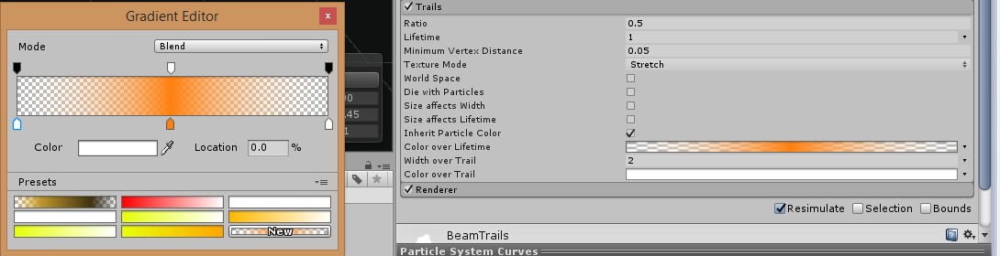 Gradient Editor
x
Mode
Blend
Color
Location
0.0
%
Presets
New
00
.45
1
Trails
Ratio 0.5
Lifetime 1
Minimum Vertex Distance 0.05
Texture Mode Stretch
World Space
Die with Particles
Size affects Width
Size affects Lifetime
Inherit Particle Color
Color over Lifetime
Width over Trail 2
Color over Trail
Renderer
Resimulate Selection Bounds
BeamTrails
Particle System Curves